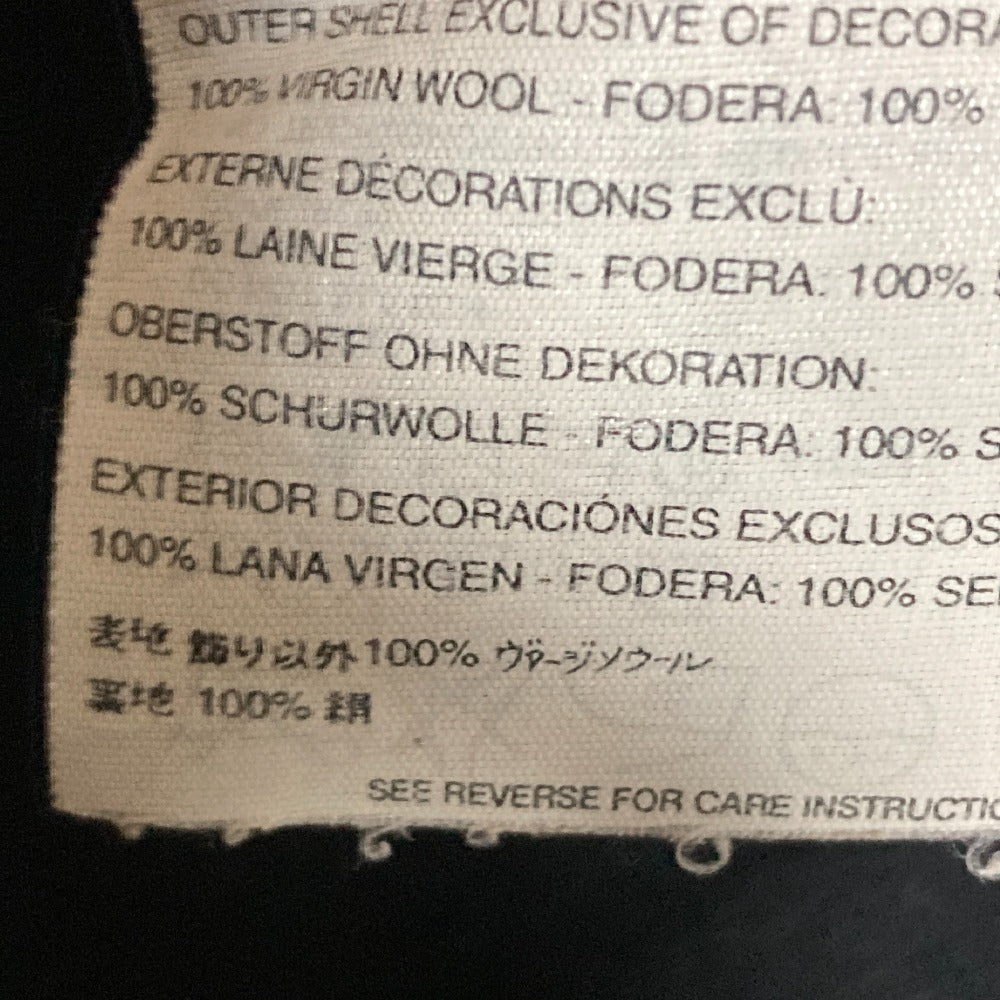 OUTER SHELL EXCLUSIVE OF DECORA
100% VIRGIN WOOL - FODERA: 100%
EXTERNE DÉCORATIONS EXCLÙ:
100% LAINE VIERGE - FODERA: 100%
OBERSTOFF OHNE DEKORATION:
100% SCHURWOLLE - FODERA: 100% S
EXTERIOR DECORACIÓNES EXCLUSOS
100% LANA VIRGEN - FODERA: 100% SE
表地 飾り以外100% ヴァージンウール
裏地 100% 絹
SEE REVERSE FOR CARE INSTRUCTIO